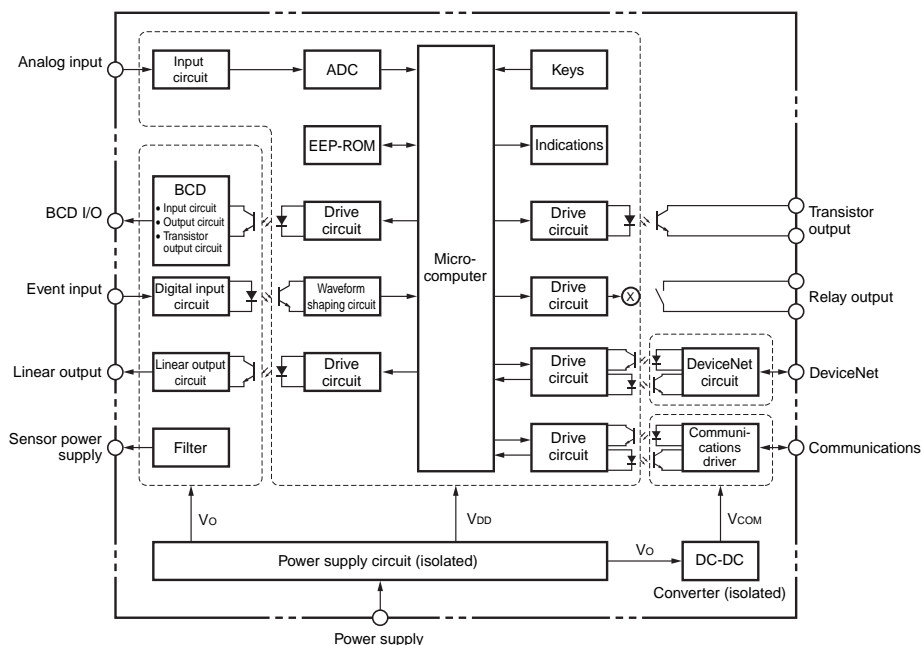 Analog input
Input
circuit
ADC
Keys
EEP-ROM
Indications
BCD I/O
BCD
• Input circuit
• Output circuit
• Transistor
output circuit
Drive
circuit
Micro-
computer
Drive
circuit
Transistor
output
Event input
Digital input
circuit
Waveform
shaping circuit
Drive
circuit
X
Relay output
Linear output
Linear output
circuit
Drive
circuit
Drive
circuit
DeviceNet
circuit
DeviceNet
Sensor power
supply
Filter
Drive
circuit
Communi-
cations
driver
Communications
VO
VDD
VCOM
Power supply circuit (isolated)
VO
DC-DC
Converter (isolated)
Power supply